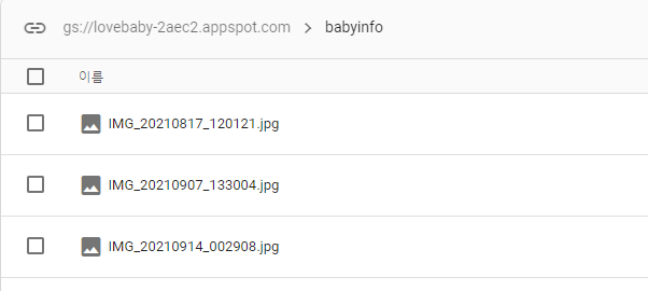 gs://lovebaby-2aec2.appspot.com > babyinfo
이름
IMG_20210817_120121.jpg
IMG_20210907_133004.jpg
IMG_20210914_002908.jpg